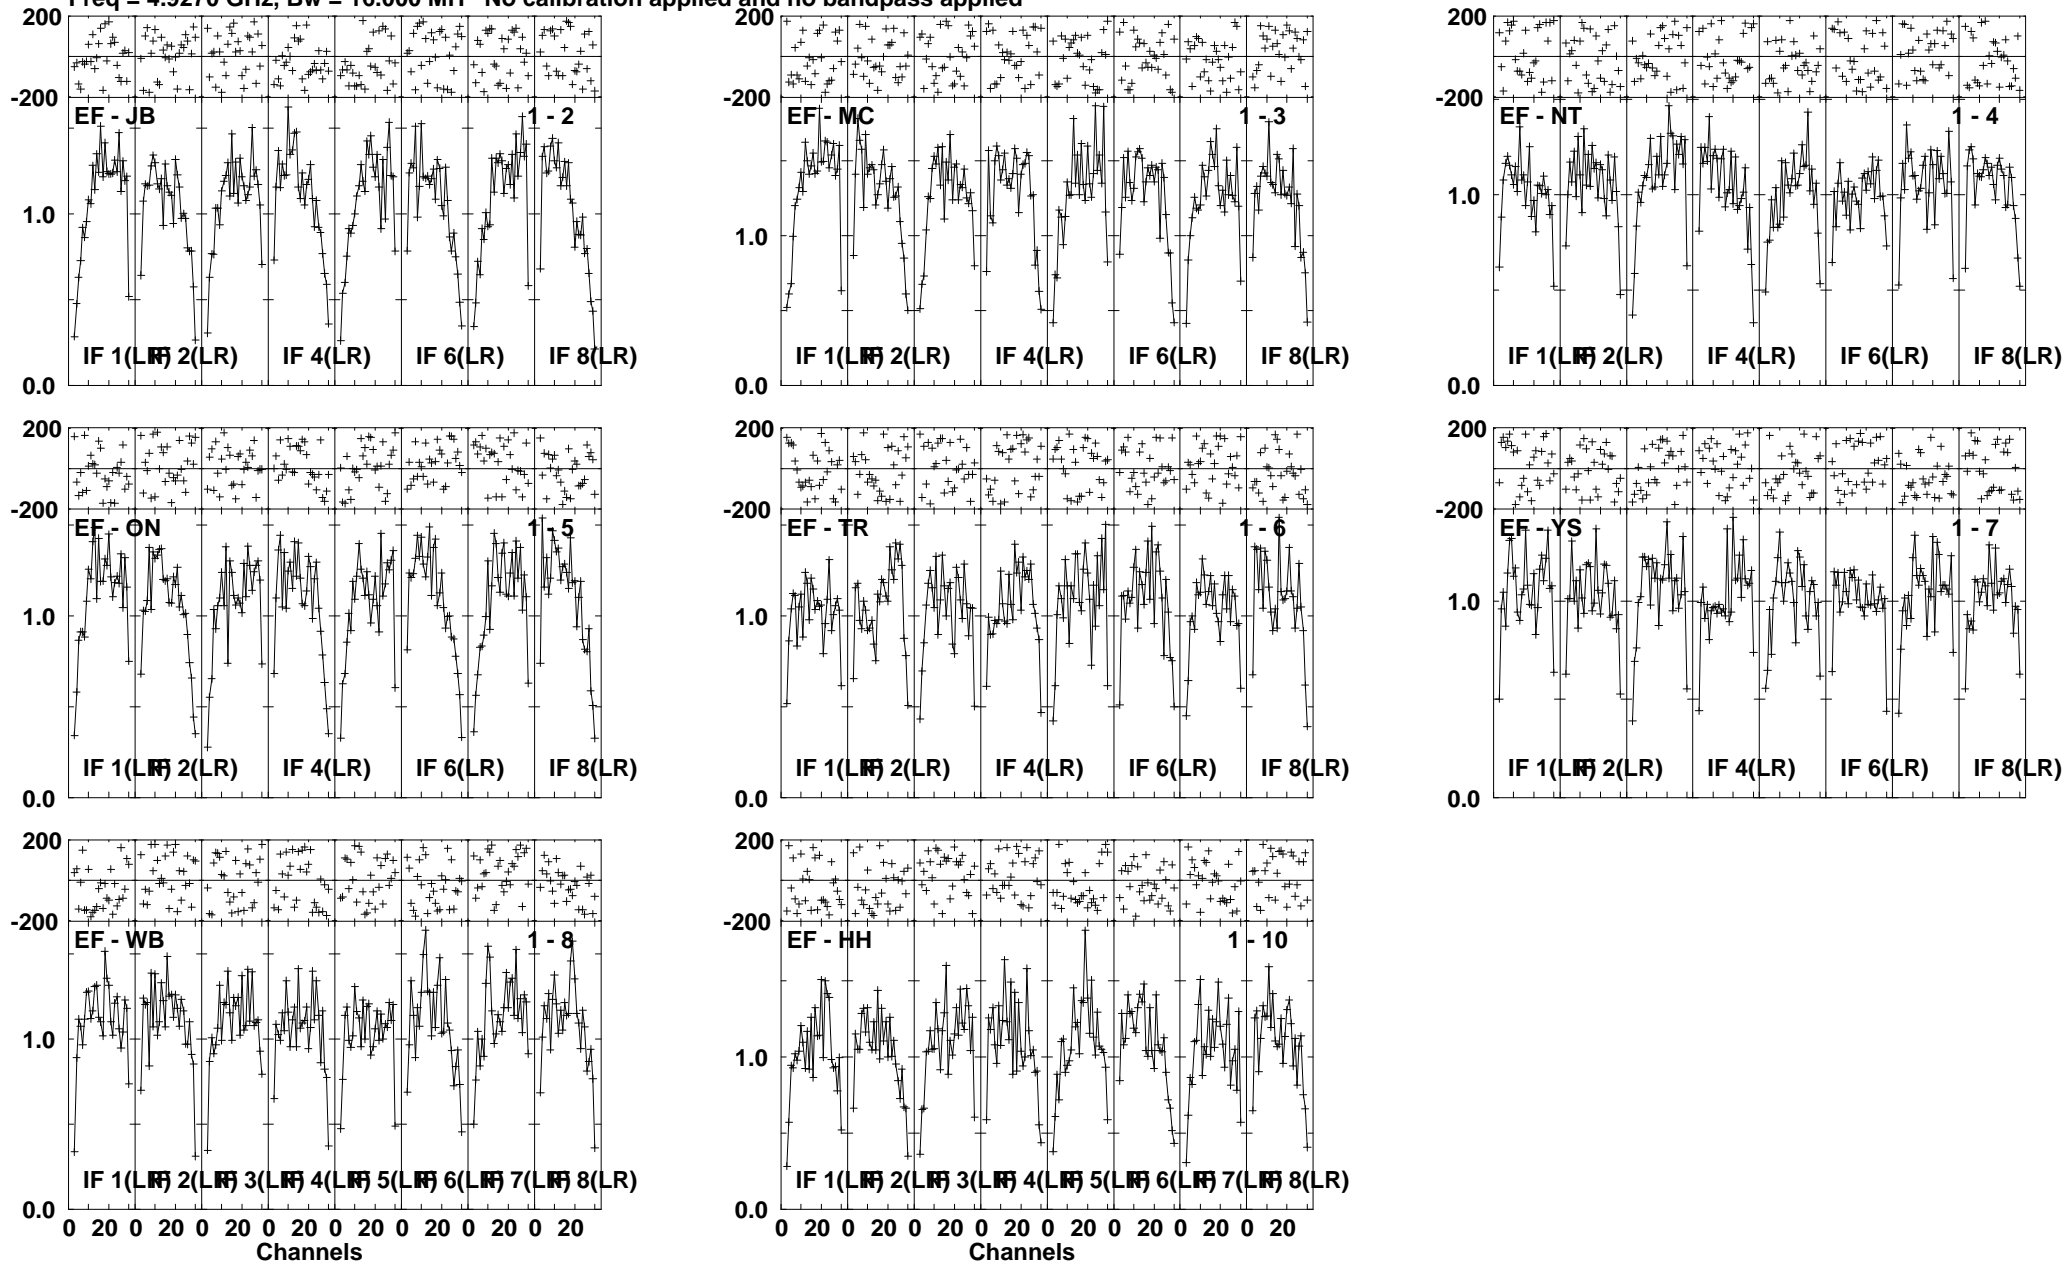 Freq = 4.9276 GHz, Bw = 16.000 MH No calibration applied and no bandpass applied
200 200 200
-200 -200 -200
EF - JB 1 - 2 EF - MC 1 - 3 EF - NT 1 - 4
1.0 1.0 1.0
IF 1(LR) IF 2(LR) IF 4(LR) IF 6(LR) IF 8(LR) IF 1(LR) IF 2(LR) IF 4(LR) IF 6(LR) IF 8(LR) IF 1(LR) IF 2(LR) IF 4(LR) IF 6(LR) IF 8(LR)
0.0 0.0 0.0
200 200 200
-200 -200 -200
EF - ON 1 - 5 EF - TR 1 - 6 EF - YS 1 - 7
1.0 1.0 1.0
IF 1(LR) IF 2(LR) IF 4(LR) IF 6(LR) IF 8(LR) IF 1(LR) IF 2(LR) IF 4(LR) IF 6(LR) IF 8(LR) IF 1(LR) IF 2(LR) IF 4(LR) IF 6(LR) IF 8(LR)
0.0 0.0 0.0
200 200
-200 -200
EF - WB 1 - 8 EF - HH 1 - 10
1.0 1.0
IF 1(LR) IF 2(LR) IF 3(LR) IF 4(LR) IF 5(LR) IF 6(LR) IF 7(LR) IF 8(LR) IF 1(LR) IF 2(LR) IF 3(LR) IF 4(LR) IF 5(LR) IF 6(LR) IF 7(LR) IF 8(LR)
0.0 0.0
0 20 0 20 0 20 0 20 0 20 0 20 0 20 0 20 0 20 0 20 0 20 0 20 0 20 0 20 0 20 0 20
Channels Channels